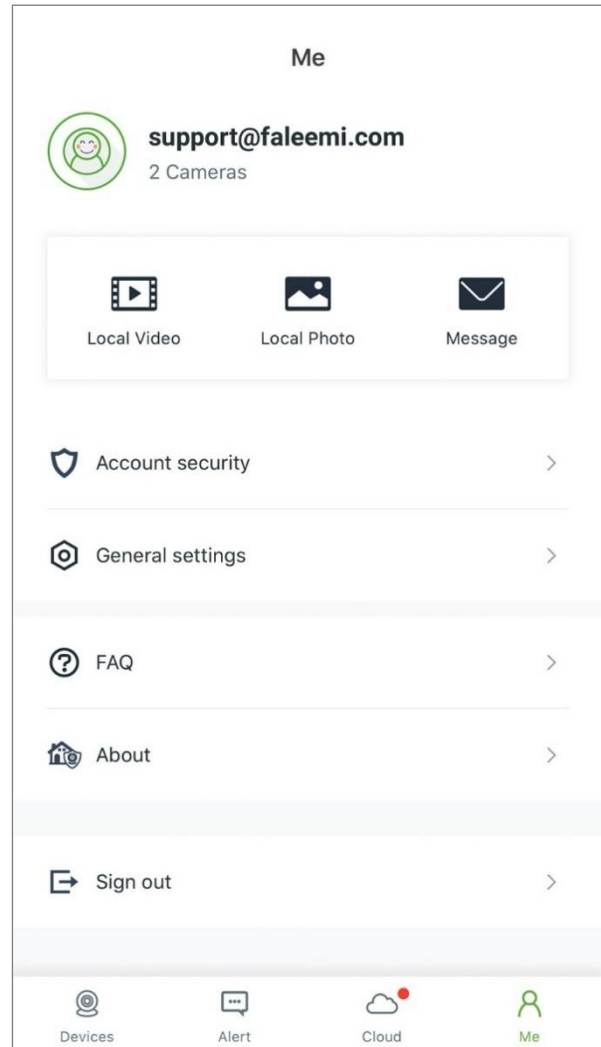 Me
support@faleemi.com
2 Cameras
Local Video Local Photo Message
Account security
General settings
FAQ
About
Sign out
Devices Alert Cloud Me